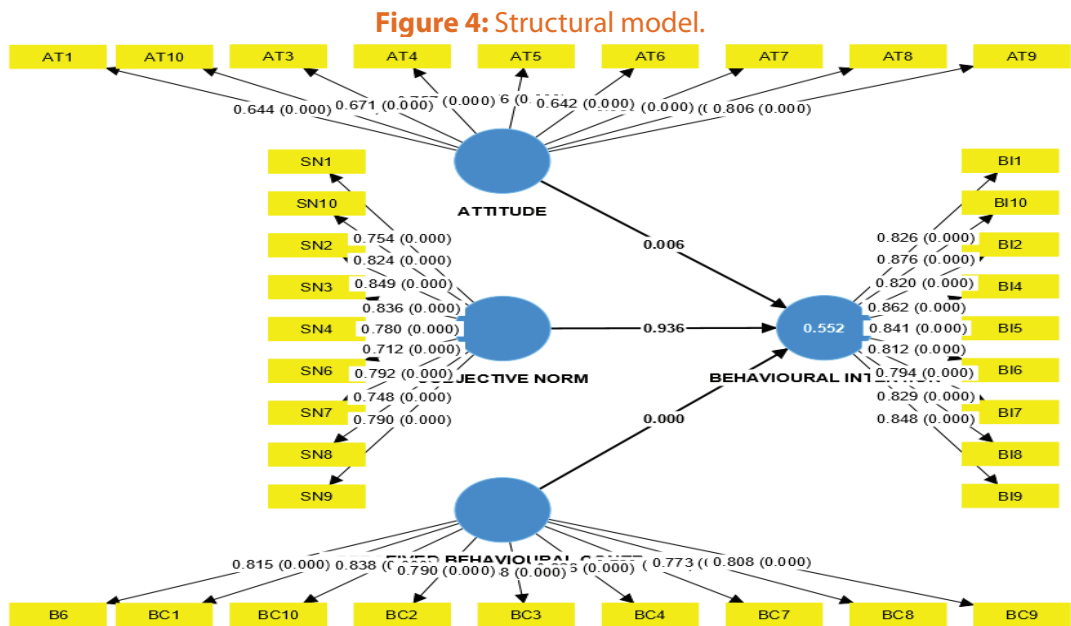 Figure 4: Structural model.
AT1 AT10 AT3 AT4 AT5 AT6 AT7 AT8 AT9
0.644 (0.000) 0.671 (0.000) (0.000) 0.642 (0.000) (0.000) 0.806 (0.000)
SN1 BI1
ATTITUDE
SN10 BI10
0.754 (0.000) 0.006 0.826 (0.000)
SN2 BI2
0.824 (0.000) 0.876 (0.000)
0.849 (0.000) 0.820 (0.000)
SN3 BI4
0.836 (0.000) 0.862 (0.000)
SN4 0.780 (0.000) 0.936 0.552 0.841 (0.000) BI5
0.712 (0.000) 0.812 (0.000)
SN6 0.792 (0.000) NORM BEHAVIOURAL 0.794 (0.000) BI6
0.748 (0.000) 0.829 (0.000)
SN7 BI7
0.790 (0.000) 0.000 0.848 (0.000)
SN8 BI8
SN9 BI9
BEHAVIOURAL
0.815 (0.000) 0.838 0.790 (0.000) (0.000) (0.000) 0.773 0.808 (0.000)
B6 BC1 BC10 BC2 BC3 BC4 BC7 BC8 BC9